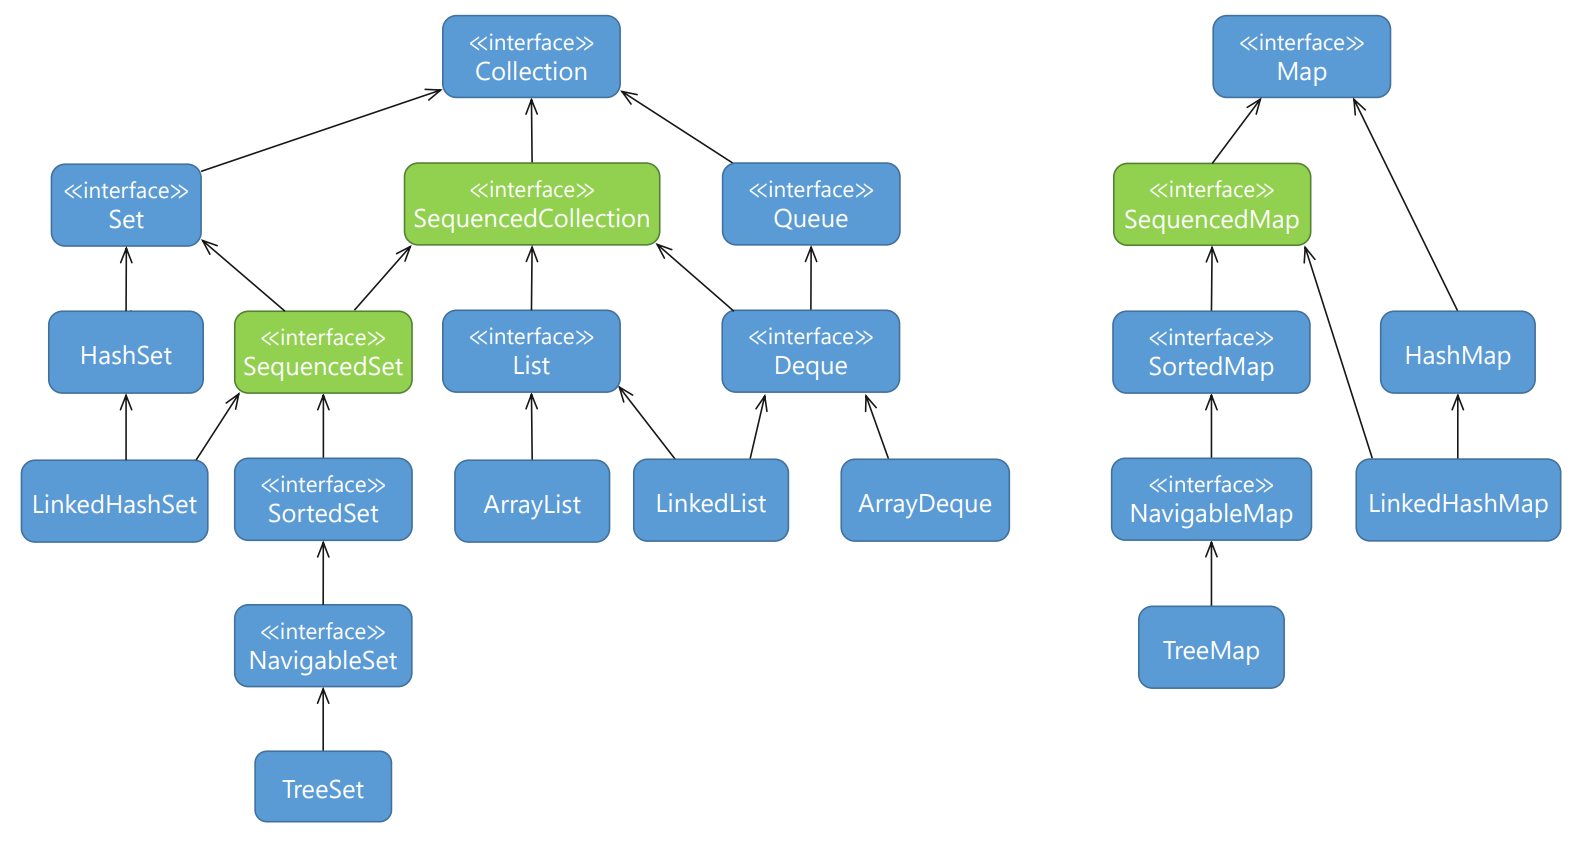 ≪interface≫
Collection
≪interface≫
Map
≪interface≫
Set
≪interface≫
SequencedCollection
≪interface≫
Queue
≪interface≫
SequencedMap
HashSet
≪interface≫
SequencedSet
≪interface≫
List
≪interface≫
Deque
≪interface≫
SortedMap
HashMap
LinkedHashSet
≪interface≫
SortedSet
ArrayList
LinkedList
ArrayDeque
≪interface≫
NavigableMap
LinkedHashMap
≪interface≫
NavigableSet
TreeMap
TreeSet